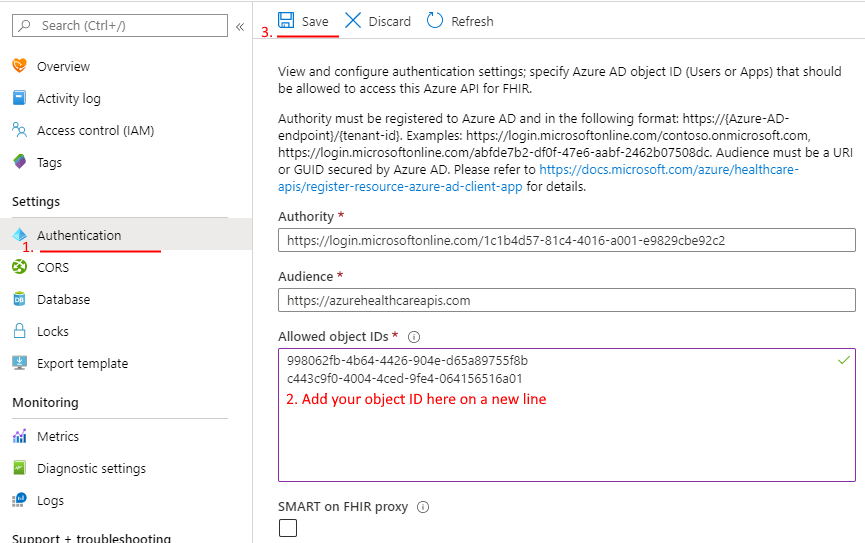 Search (Ctrl+/)
«
Overview
Activity log
Access control (IAM)
Tags
Settings
Authentication
1.
CORS
Database
Locks
Export template
Monitoring
Metrics
Diagnostic settings
Logs
Support + troubleshooting
3.
Save
Discard
Refresh
View and configure authentication settings; specify Azure AD object ID (Users or Apps) that should
be allowed to access this Azure API for FHIR.
Authority must be registered to Azure AD and in the following format: https://{Azure-AD-
endpoint}/{tenant-id}. Examples: https://login.microsoftonline.com/contoso.onmicrosoft.com,
https://login.microsoftonline.com/abfde7b2-df0f-47e6-aabf-2462b07508dc. Audience must be a URI
or GUID secured by Azure AD. Please refer to https://docs.microsoft.com/azure/healthcare-
apis/register-resource-azure-ad-client-app for details.
Authority *
https://login.microsoftonline.com/1c1b4d57-81c4-4016-a001-e9829cbe92c2
Audience *
https://azurehealthcareapis.com
Allowed object IDs *
998062fb-4b64-4426-904e-d65a89755f8b
c443c9f0-4004-4ced-9fe4-064156516a01
2. Add your object ID here on a new line
SMART on FHIR proxy